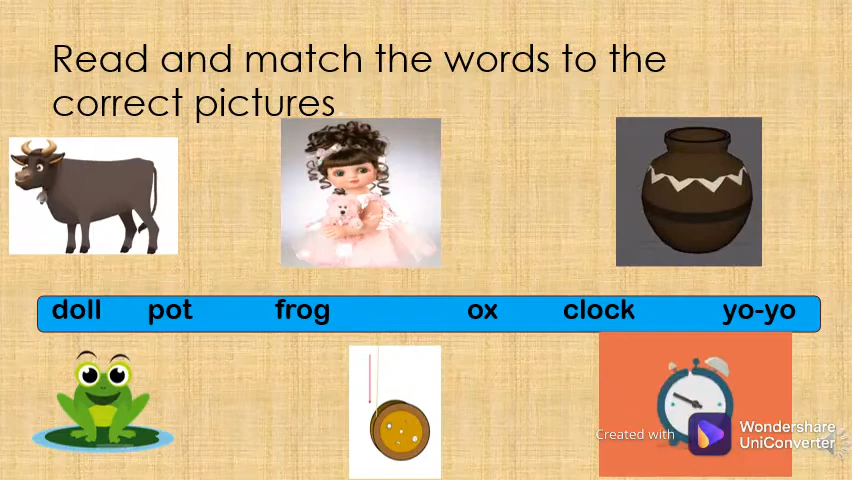 Read and match the words to the
correct pictures
doll pot frog ox clock yo-yo
Created with Wondershare
UniConverter